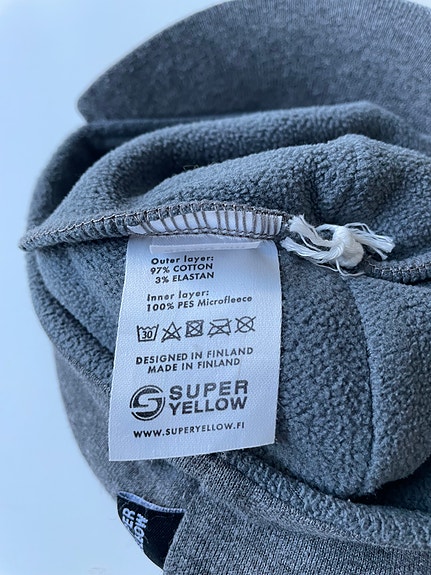 Outer layer:
97% COTTON
3% ELASTAN
Inner layer:
100% PES Microfleece
30
DESIGNED IN FINLAND
MADE IN FINLAND
SUPER
YELLOW
WWW.SUPERYELLOW.FI